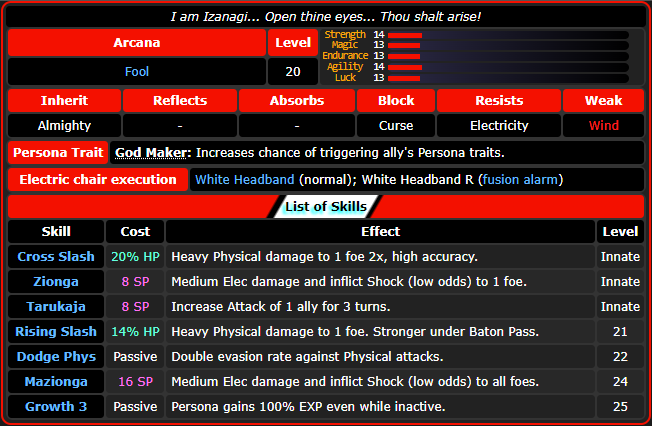 I am Izanagi... Open thine eyes... Thou shalt arise!
Arcana Level
Strength 14
Magic 13
Endurance 13
Agility 14
Luck 13
Fool 20
Inherit Reflects Absorbs Block Resists Weak
Almighty - - Curse Electricity Wind
Persona Trait God Maker: Increases chance of triggering ally's Persona traits.
Electric chair execution White Headband (normal); White Headband R (fusion alarm)
List of Skills
Skill Cost Effect Level
Cross Slash 20% HP Heavy Physical damage to 1 foe 2x, high accuracy. Innate
Zionga 8 SP Medium Elec damage and inflict Shock (low odds) to 1 foe. Innate
Tarukaja 8 SP Increase Attack of 1 ally for 3 turns. Innate
Rising Slash 14% HP Heavy Physical damage to 1 foe. Stronger under Baton Pass. 21
Dodge Phys Passive Double evasion rate against Physical attacks. 22
Mazionga 16 SP Medium Elec damage and inflict Shock (low odds) to all foes. 24
Growth 3 Passive Persona gains 100% EXP even while inactive. 25